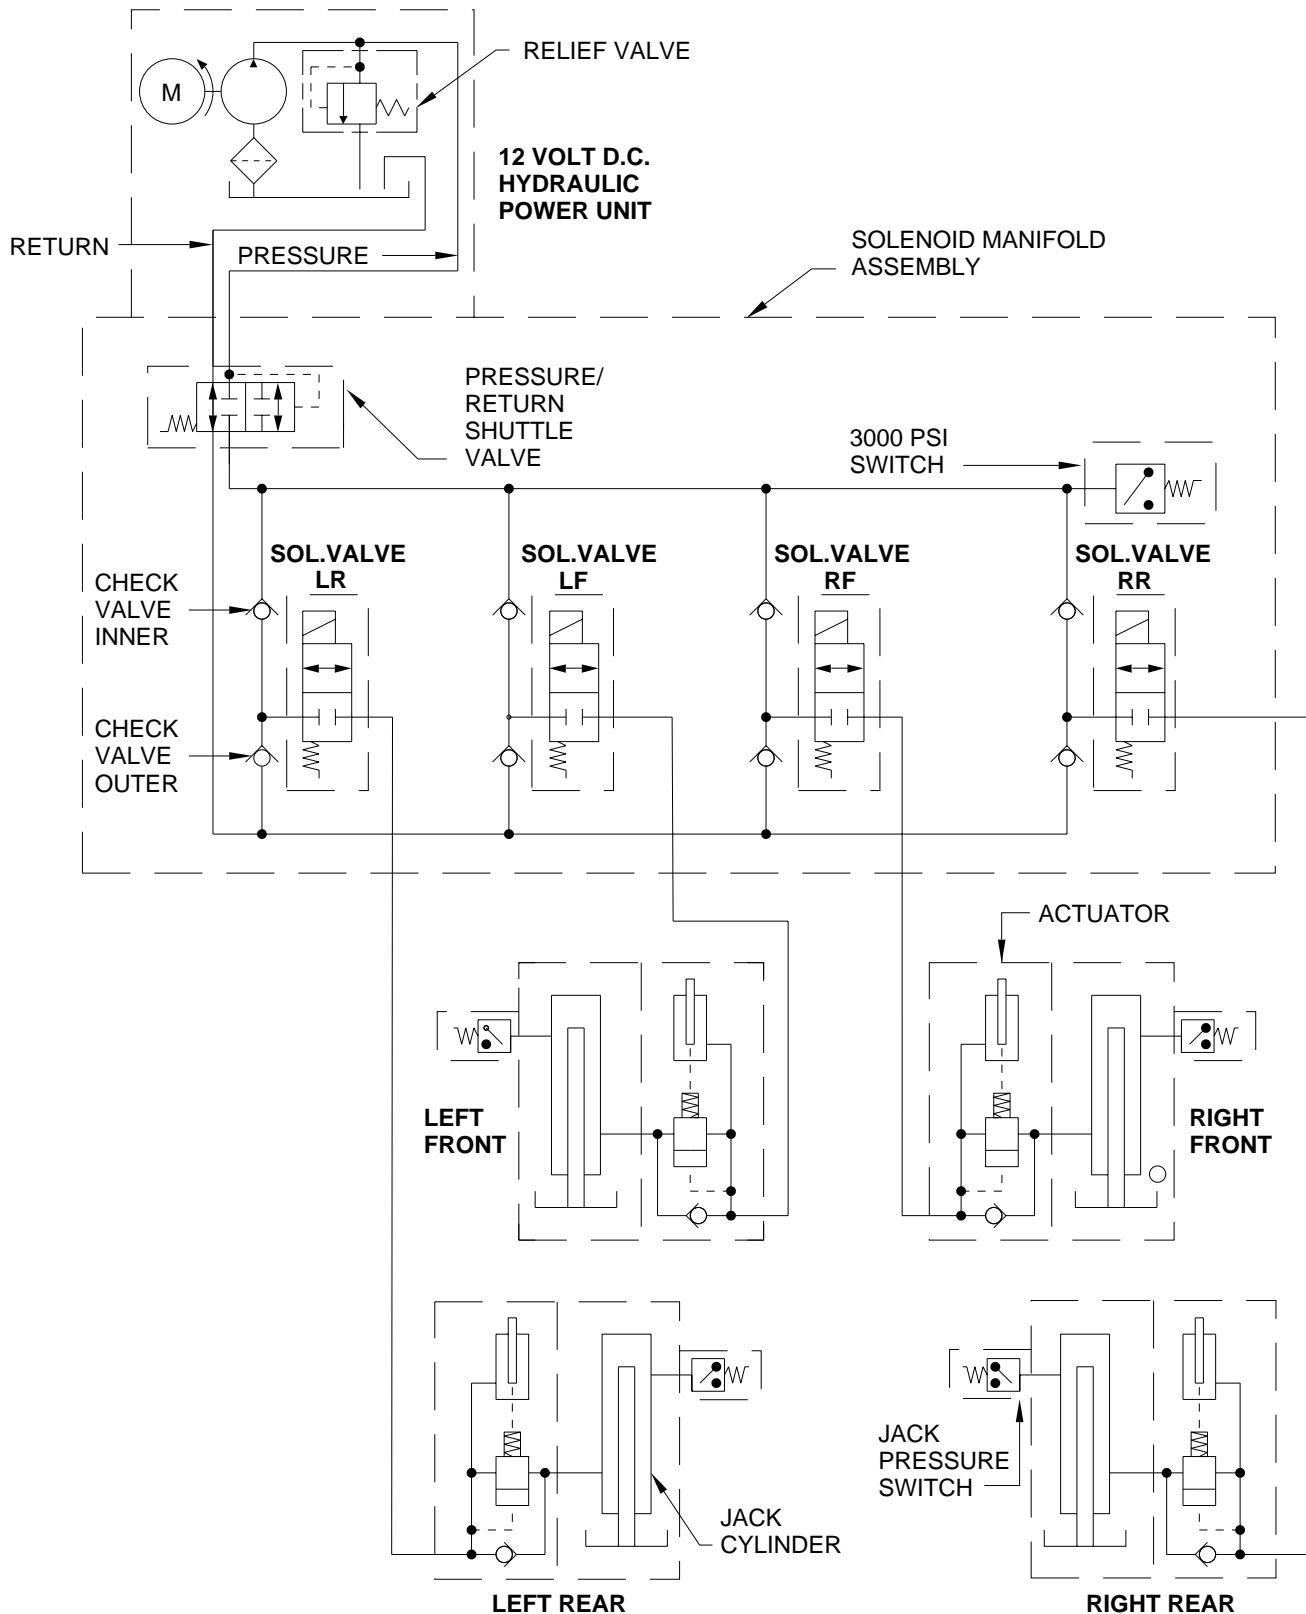 RELIEF VALVE
M
12 VOLT D.C.
HYDRAULIC
POWER UNIT
RETURN
PRESSURE
SOLENOID MANIFOLD
ASSEMBLY
PRESSURE/
RETURN
SHUTTLE
VALVE
3000 PSI
SWITCH
SOL.VALVE
LR
SOL.VALVE
LF
SOL.VALVE
RF
SOL.VALVE
RR
CHECK
VALVE
INNER
CHECK
VALVE
OUTER
ACTUATOR
LEFT
FRONT
RIGHT
FRONT
JACK
PRESSURE
SWITCH
JACK
CYLINDER
LEFT REAR
RIGHT REAR